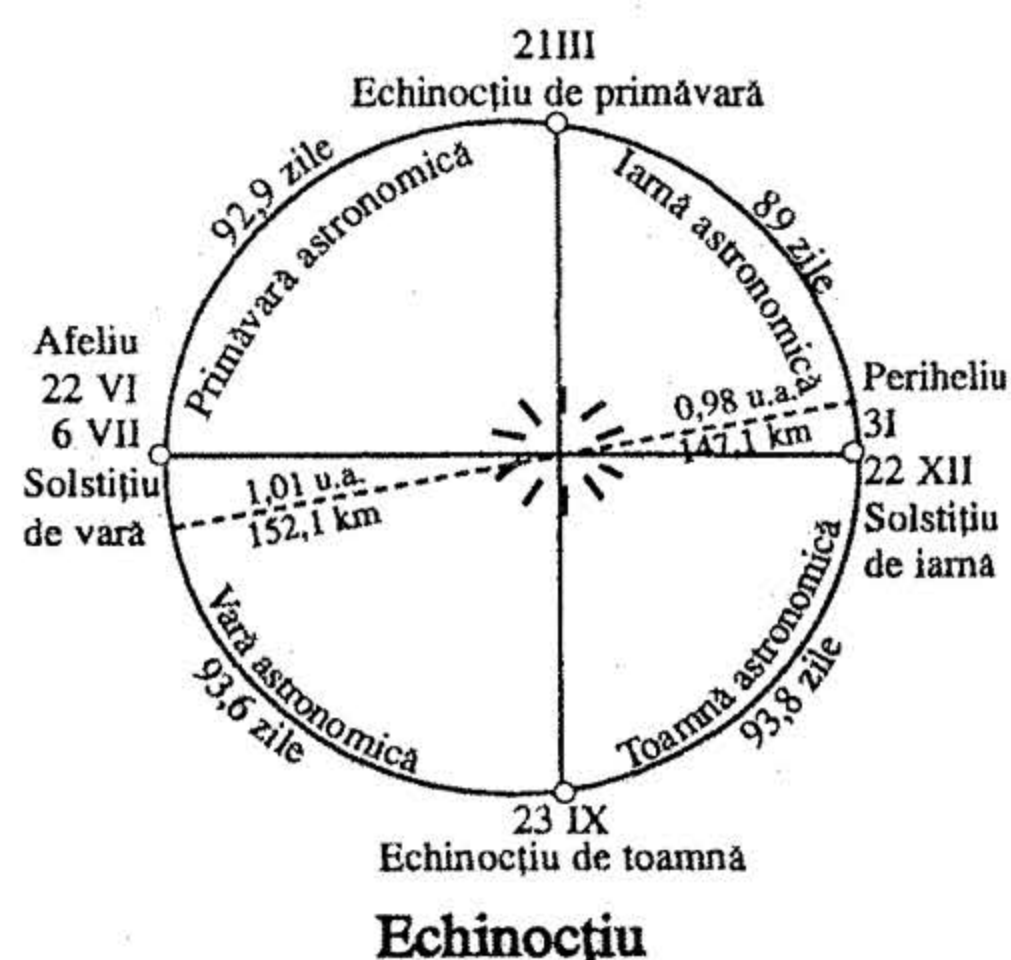 21III
Echinocțiu de primăvară
92,9 zile
Primăvară astronomică
Iarnă astronomică
89 zile
Afeliu
22 VI
6 VII
Solstițiu
de vară
Periheliu
3I
22 XII
Solstițiu
de iarnă
0,98 u.a.
147,1 km
1,01 u.a.
152,1 km
Vară astronomică
93,6 zile
Toamnă astronomică
93,8 zile
23 IX
Echinocțiu de toamnă
Echinocțiu